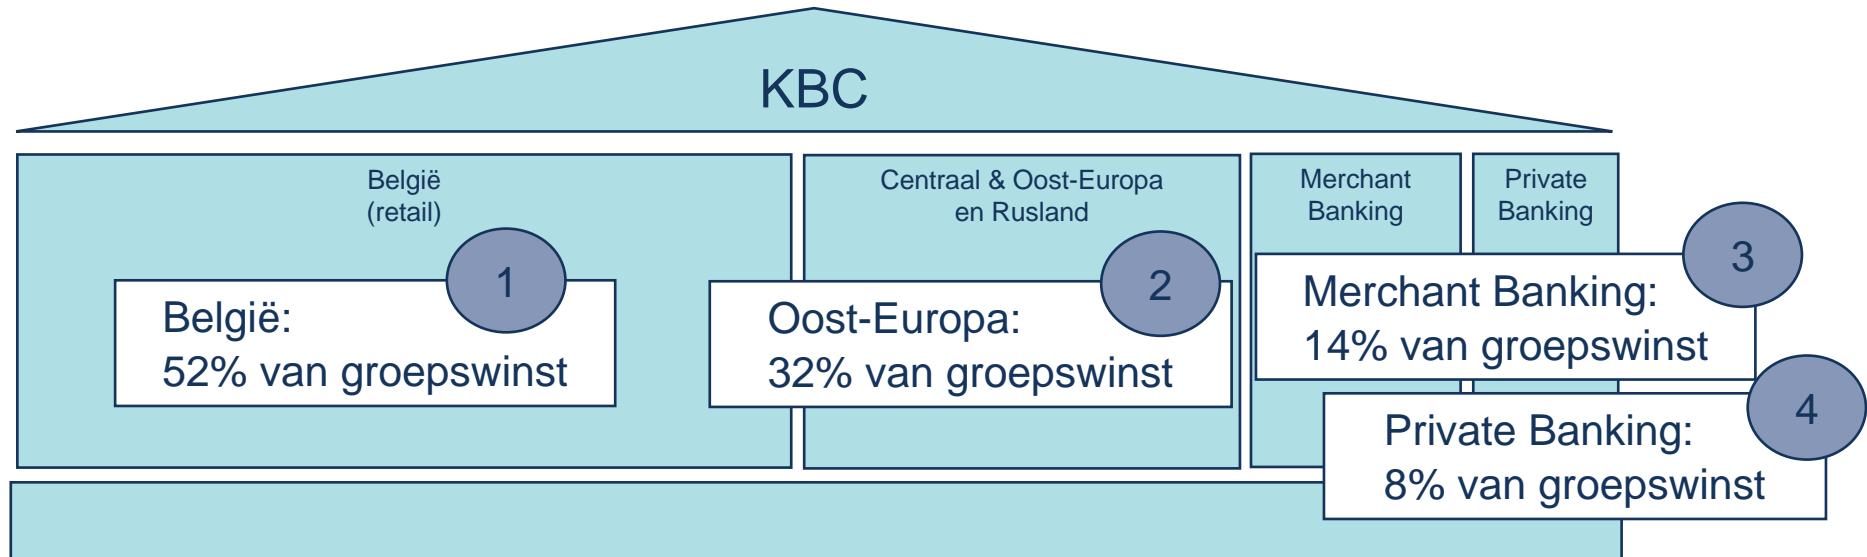 KBC
België
(retail)
Centraal & Oost-Europa
en Rusland
Merchant
Banking
Private
Banking
1
België:
52% van groepswinst
2
Oost-Europa:
32% van groepswinst
3
Merchant Banking:
14% van groepswinst
4
Private Banking:
8% van groepswinst